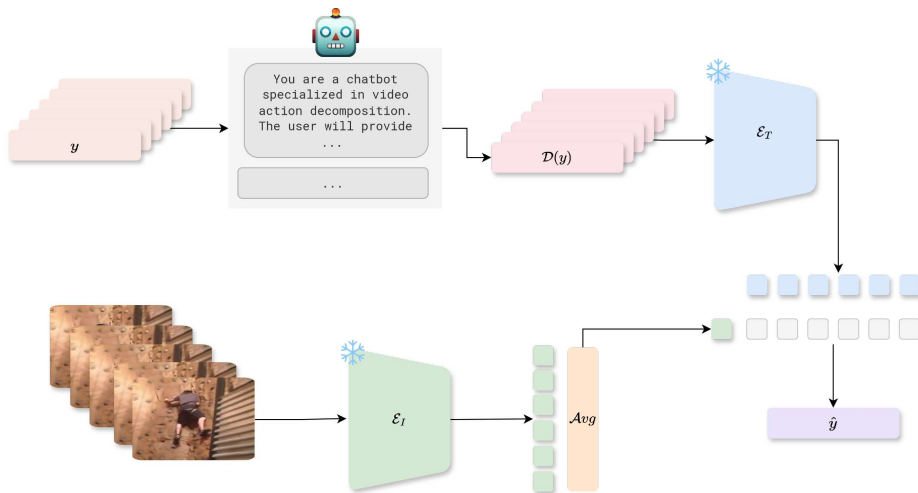 You are a chatbot
specialized in video
action decomposition.
The user will provide
...
...
y
𝒟(y)
ℰ_T
ℰ_I
𝒜vg
ŷ